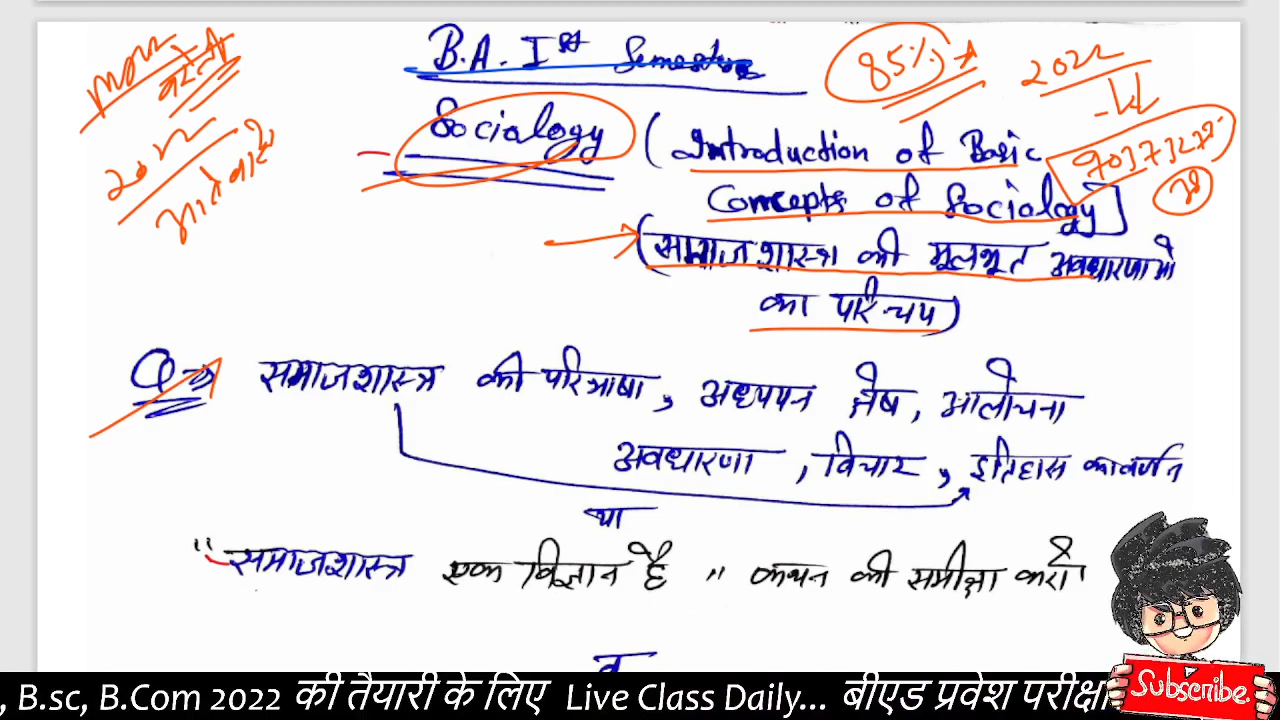 B.A. Ist Semester
85%
2022
Sociology
(Introduction of Basic
Concepts of Sociology]
2022
(समाजशास्त्र की मूलभूत अवधारणाओ
का परिचय)
Q→ समाजशास्त्र की परिभाषा, अध्ययन क्षेत्र, आलोचना
अवधारणा, विचार, इतिहास का वर्णन
या
"समाजशास्त्र एक विज्ञान है" कथन की समीक्षा करो
, B.sc, B.Com 2022 की तैयारी के लिए Live Class Daily... बीएड प्रवेश परीक्षा
SUBSCRIBE